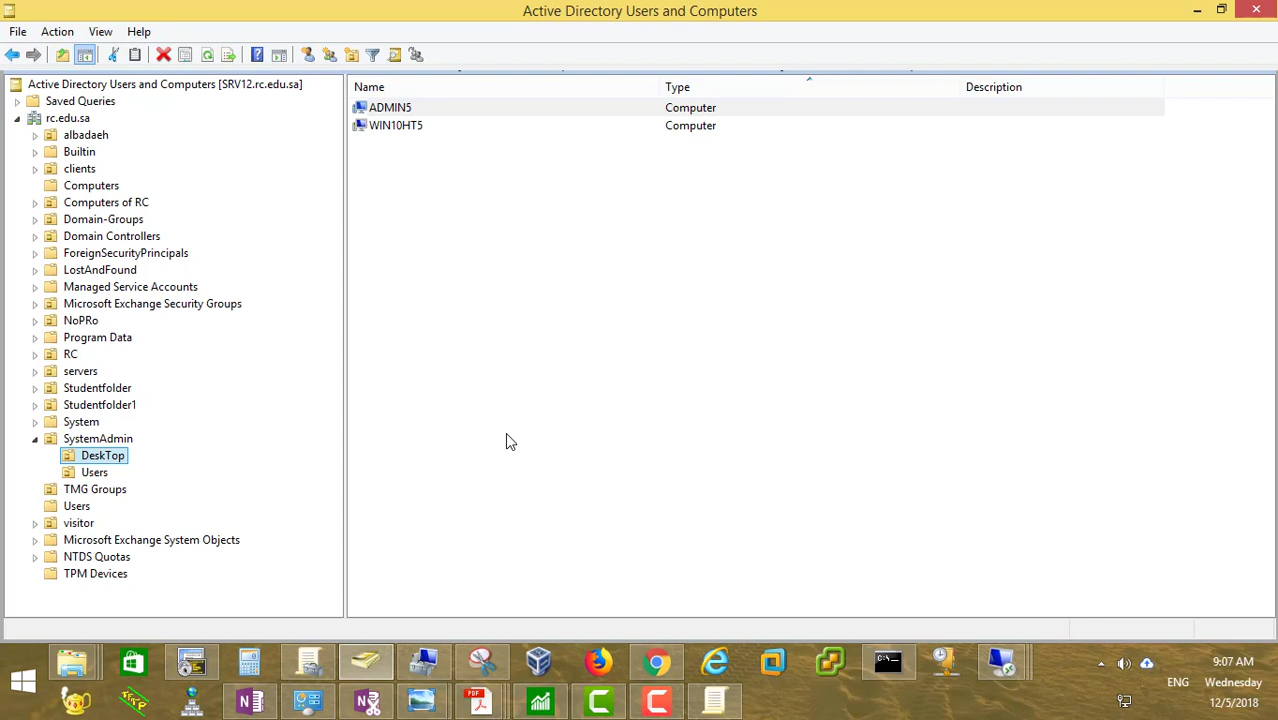 Active Directory Users and Computers
File Action View Help
Active Directory Users and Computers [SRV12.rc.edu.sa]
Saved Queries
rc.edu.sa
albadaeh
Builtin
clients
Computers
Computers of RC
Domain-Groups
Domain Controllers
ForeignSecurityPrincipals
LostAndFound
Managed Service Accounts
Microsoft Exchange Security Groups
NoPRo
Program Data
RC
servers
Studentfolder
Studentfolder1
System
SystemAdmin
DeskTop
Users
TMG Groups
Users
visitor
Microsoft Exchange System Objects
NTDS Quotas
TPM Devices
Name Type Description
ADMIN5 Computer
WIN10HT5 Computer
9:07 AM
ENG Wednesday
12/5/2018
PDF